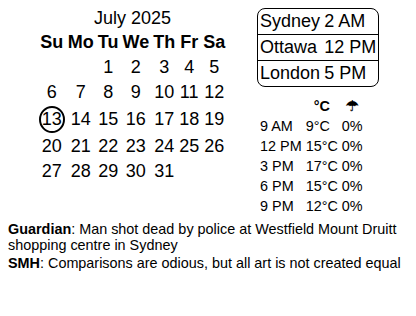 July 2025
Su Mo Tu We Th Fr Sa
1 2 3 4 5
6 7 8 9 10 11 12
13 14 15 16 17 18 19
20 21 22 23 24 25 26
27 28 29 30 31
Sydney 2 AM
Ottawa 12 PM
London 5 PM
°C ☂
9 AM 9°C 0%
12 PM 15°C 0%
3 PM 17°C 0%
6 PM 15°C 0%
9 PM 12°C 0%
Guardian: Man shot dead by police at Westfield Mount Druitt
shopping centre in Sydney
SMH: Comparisons are odious, but all art is not created equal